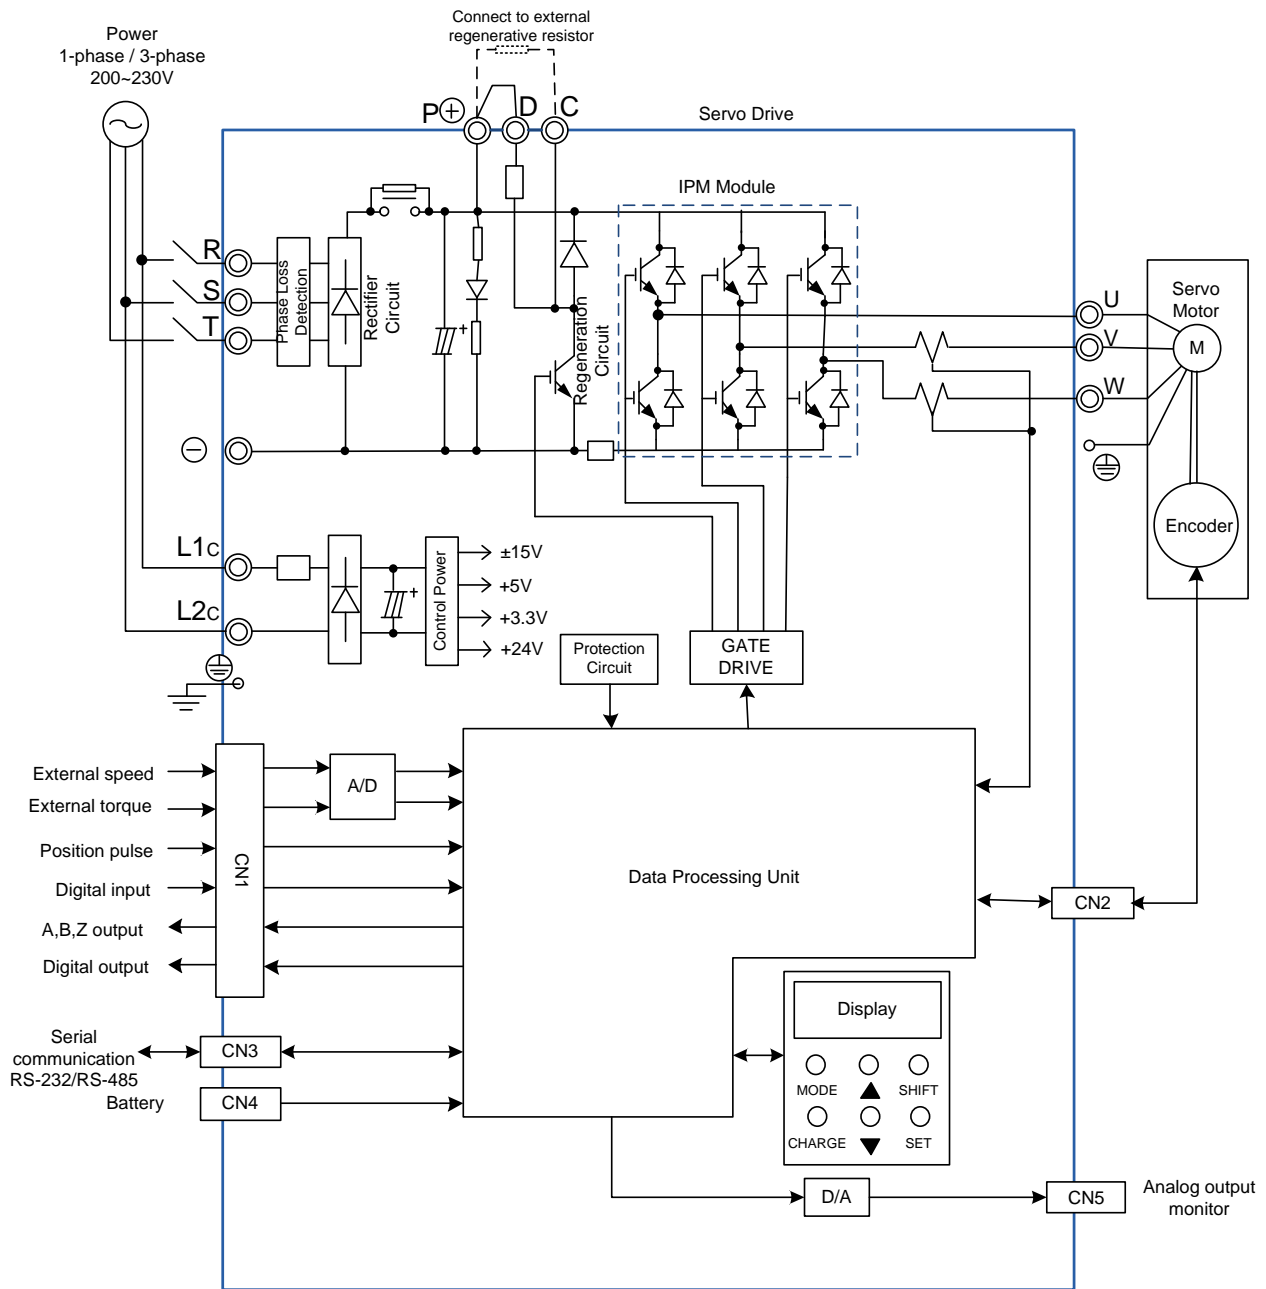 Connect to external
regenerative resistor
Power
1-phase / 3-phase
200~230V
P
D
C
Servo Drive
IPM Module
R
S
T
Phase Loss
Detection
Rectifier
Circuit
+
Regeneration
Circuit
U
V
W
Servo
Motor
M
Encoder
L1C
L2C
+
Control Power
±15V
+5V
+3.3V
+24V
Protection
Circuit
GATE
DRIVE
External speed
External torque
Position pulse
Digital input
A,B,Z output
Digital output
CN1
A/D
Data Processing Unit
CN2
Serial
communication
RS-232/RS-485
CN3
Battery
CN4
Display
MODE
SHIFT
CHARGE
SET
D/A
CN5
Analog output
monitor